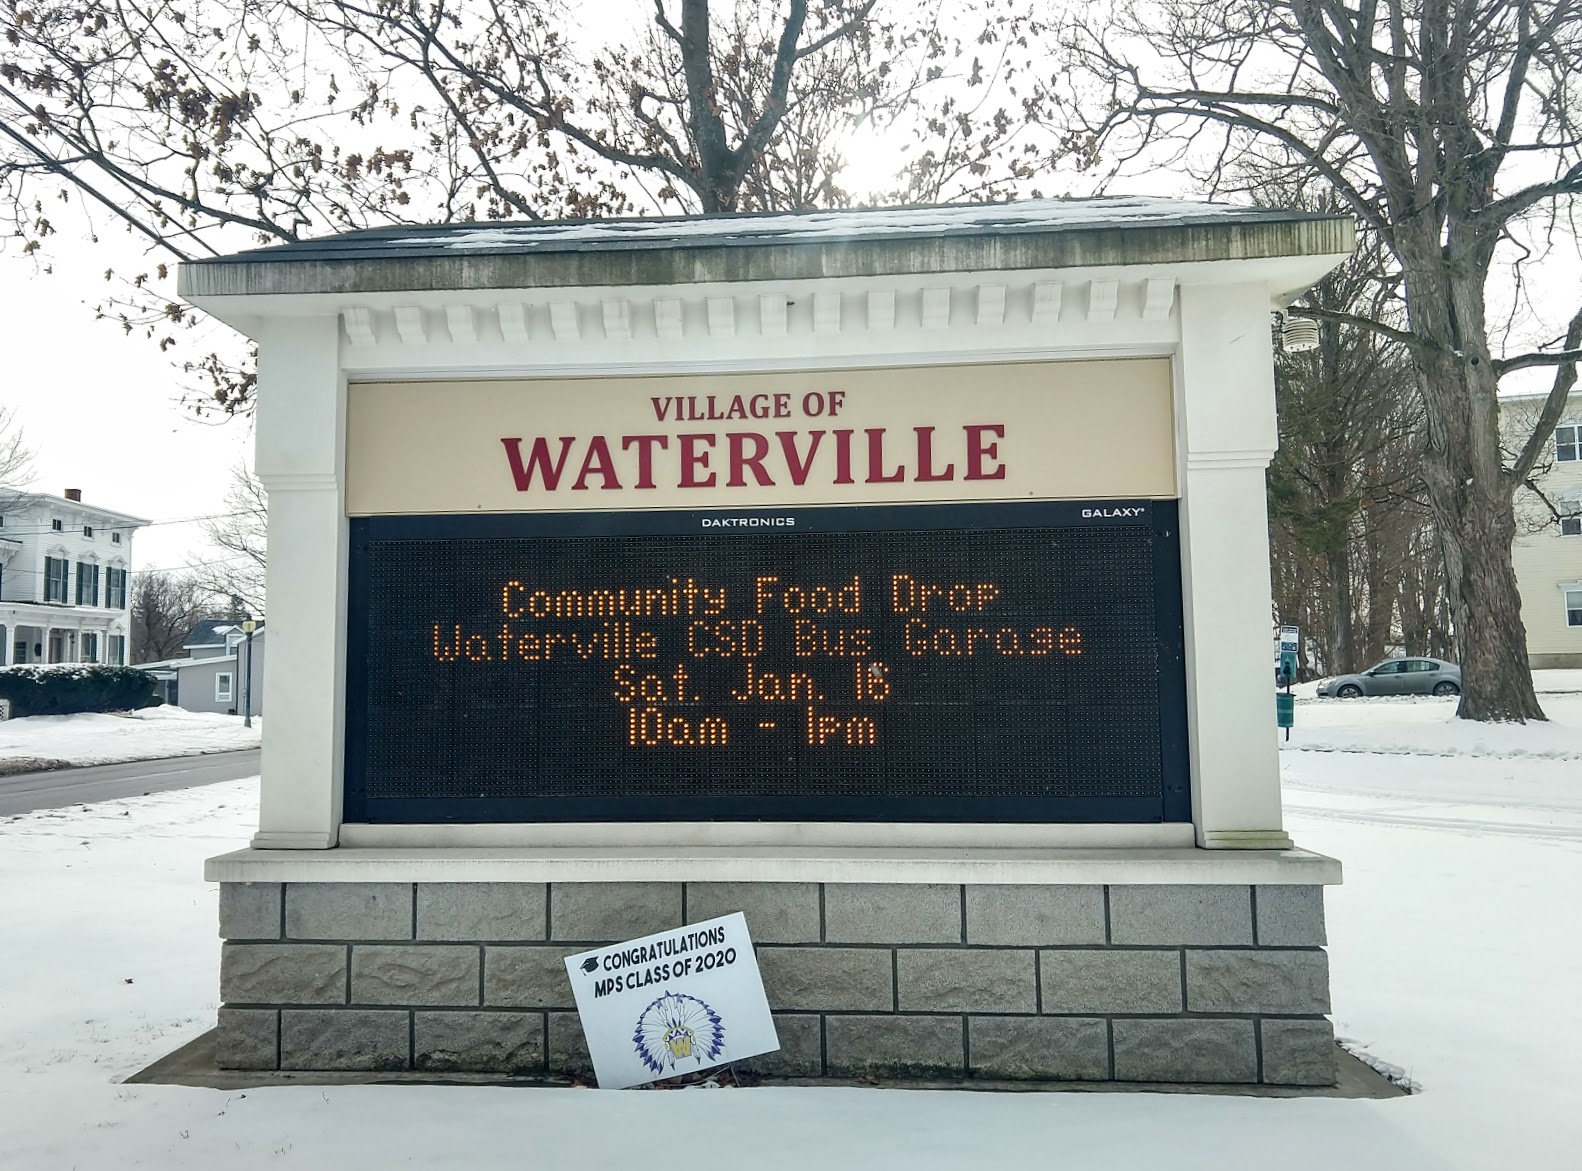 VILLAGE OF
WATERVILLE
DAKTRONICS
GALAXY®
Community Food Drop
Waterville CSD Bus Garage
Sat. Jan. 16
10am - 1pm
CONGRATULATIONS
MPS CLASS OF 2020
W